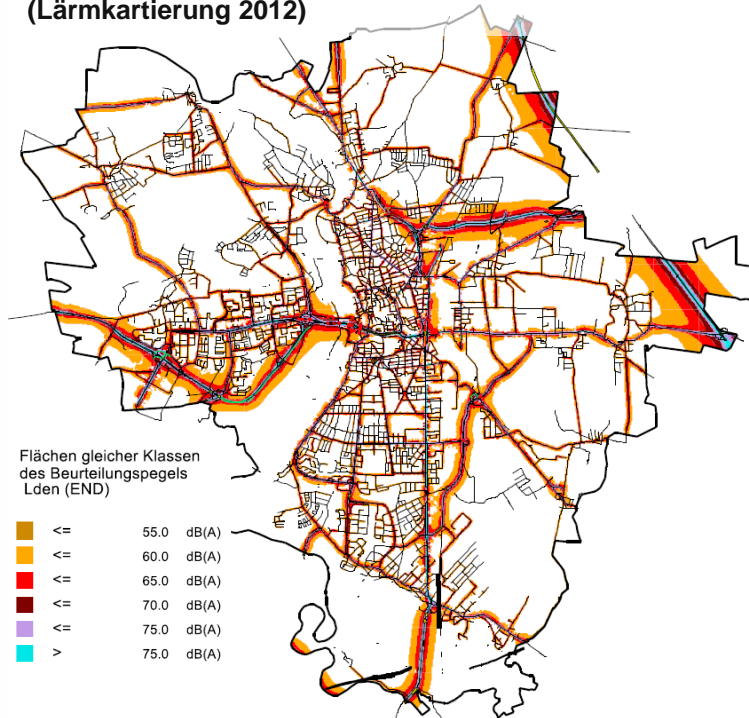 (Lärmkartierung 2012)
Flächen gleicher Klassen
des Beurteilungspegels
Lden (END)
<= 55.0 dB(A)
<= 60.0 dB(A)
<= 65.0 dB(A)
<= 70.0 dB(A)
<= 75.0 dB(A)
> 75.0 dB(A)